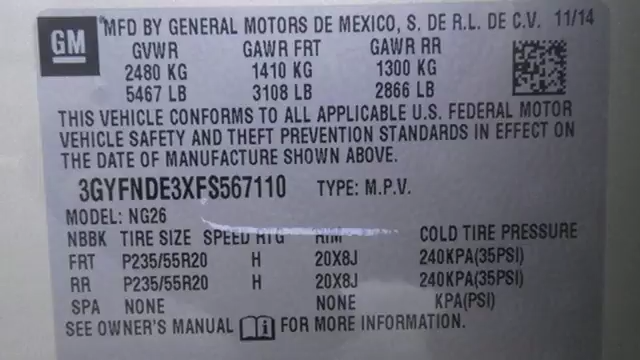 GM MFD BY GENERAL MOTORS DE MEXICO, S. DE R.L. DE C.V. 11/14
GVWR GAWR FRT GAWR RR
2480 KG 1410 KG 1300 KG
5467 LB 3108 LB 2866 LB
THIS VEHICLE CONFORMS TO ALL APPLICABLE U.S. FEDERAL MOTOR
VEHICLE SAFETY AND THEFT PREVENTION STANDARDS IN EFFECT ON
THE DATE OF MANUFACTURE SHOWN ABOVE.
3GYFNDE3XFS567110 TYPE: M.P.V.
MODEL: NG26
NBBK TIRE SIZE SPEED RTG RIM COLD TIRE PRESSURE
FRT P235/55R20 H 20X8J 240KPA(35PSI)
RR P235/55R20 H 20X8J 240KPA(35PSI)
SPA NONE NONE KPA(PSI)
SEE OWNER'S MANUAL FOR MORE INFORMATION.